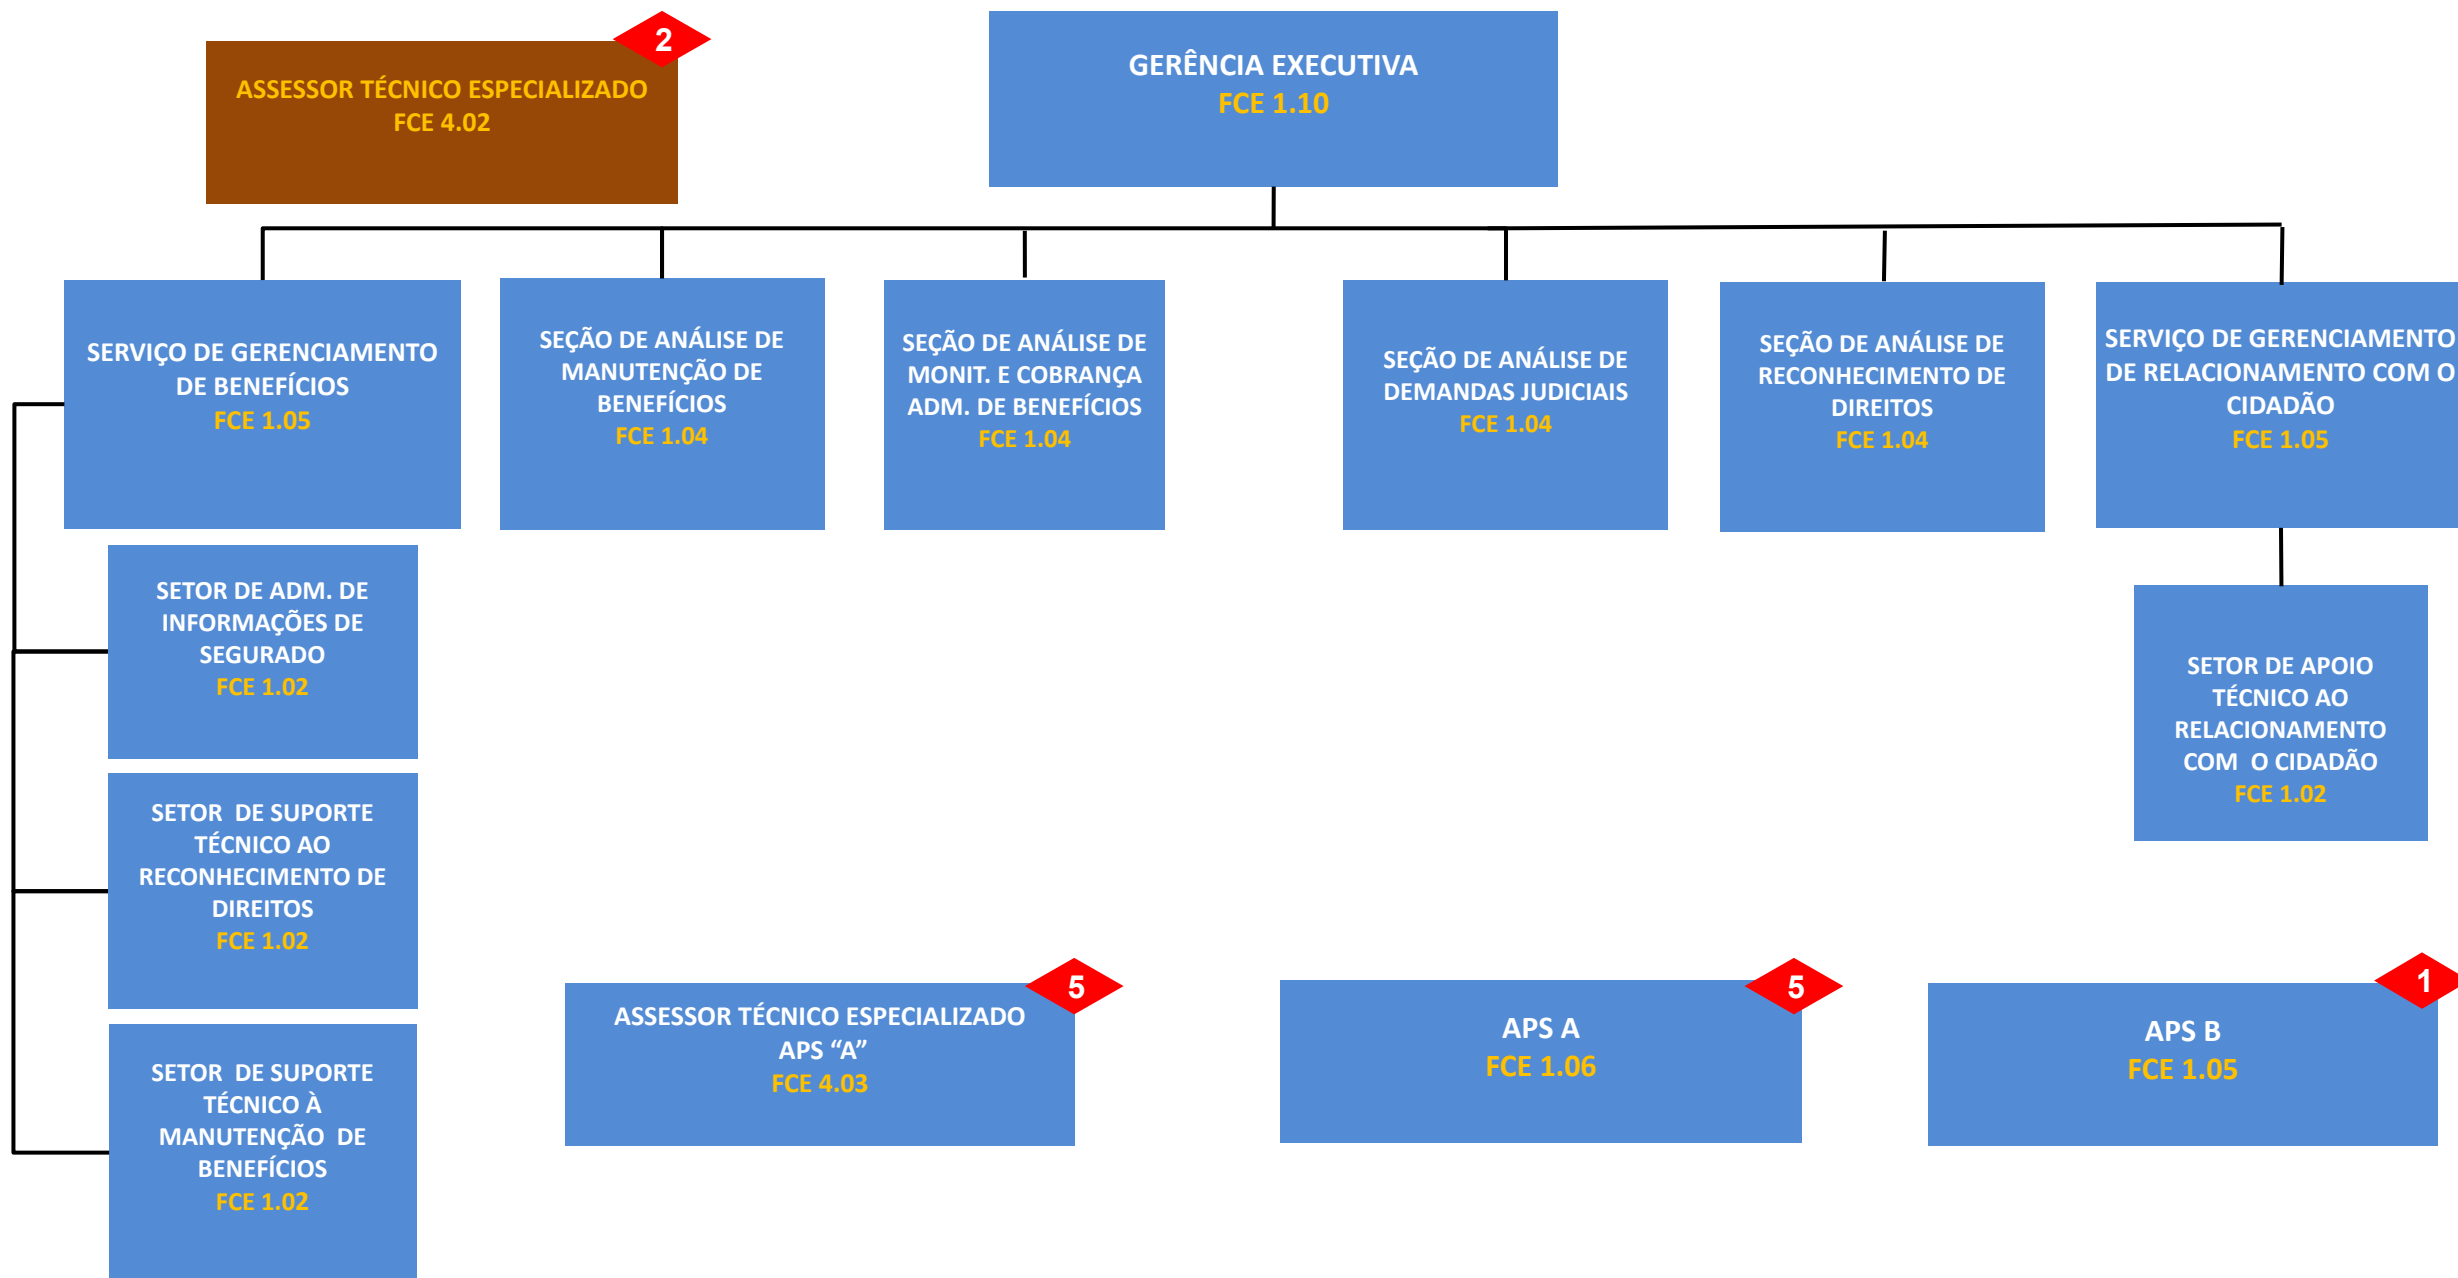 2
ASSESSOR TÉCNICO ESPECIALIZADO
FCE 4.02
GERÊNCIA EXECUTIVA
FCE 1.10
SERVIÇO DE GERENCIAMENTO
DE BENEFÍCIOS
FCE 1.05
SEÇÃO DE ANÁLISE DE
MANUTENÇÃO DE
BENEFÍCIOS
FCE 1.04
SEÇÃO DE ANÁLISE DE
MONIT. E COBRANÇA
ADM. DE BENEFÍCIOS
FCE 1.04
SEÇÃO DE ANÁLISE DE
DEMANDAS JUDICIAIS
FCE 1.04
SEÇÃO DE ANÁLISE DE
RECONHECIMENTO DE
DIREITOS
FCE 1.04
SERVIÇO DE GERENCIAMENTO
DE RELACIONAMENTO COM O
CIDADÃO
FCE 1.05
SETOR DE ADM. DE
INFORMAÇÕES DE
SEGURADO
FCE 1.02
SETOR DE SUPORTE
TÉCNICO AO
RECONHECIMENTO DE
DIREITOS
FCE 1.02
SETOR DE SUPORTE
TÉCNICO À
MANUTENÇÃO DE
BENEFÍCIOS
FCE 1.02
SETOR DE APOIO
TÉCNICO AO
RELACIONAMENTO
COM O CIDADÃO
FCE 1.02
5
ASSESSOR TÉCNICO ESPECIALIZADO
APS “A”
FCE 4.03
5
APS A
FCE 1.06
1
APS B
FCE 1.05